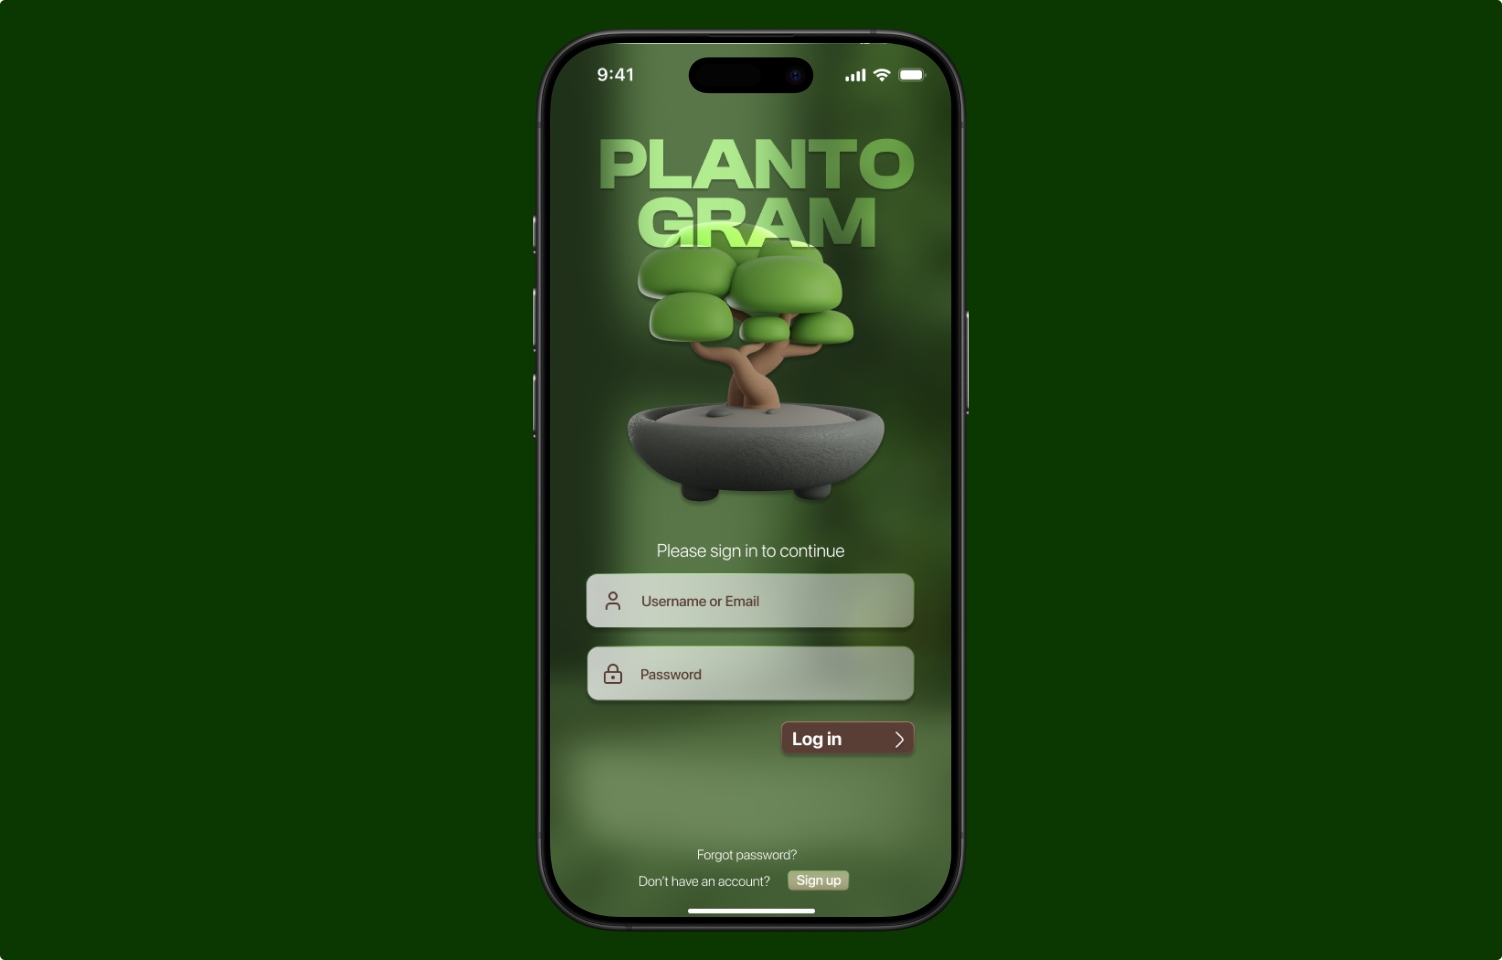 9:41
PLANTO
GRAM
Please sign in to continue
Username or Email
Password
Log in
Forgot password?
Don't have an account? Sign up